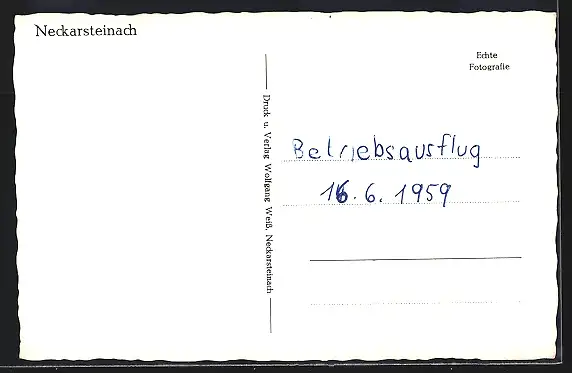 Neckarsteinach
Echte
Fotografie
Druck u. Verlag Wolfgang Weiß, Neckarsteinach
Betriebsausflug
16. 6. 1959